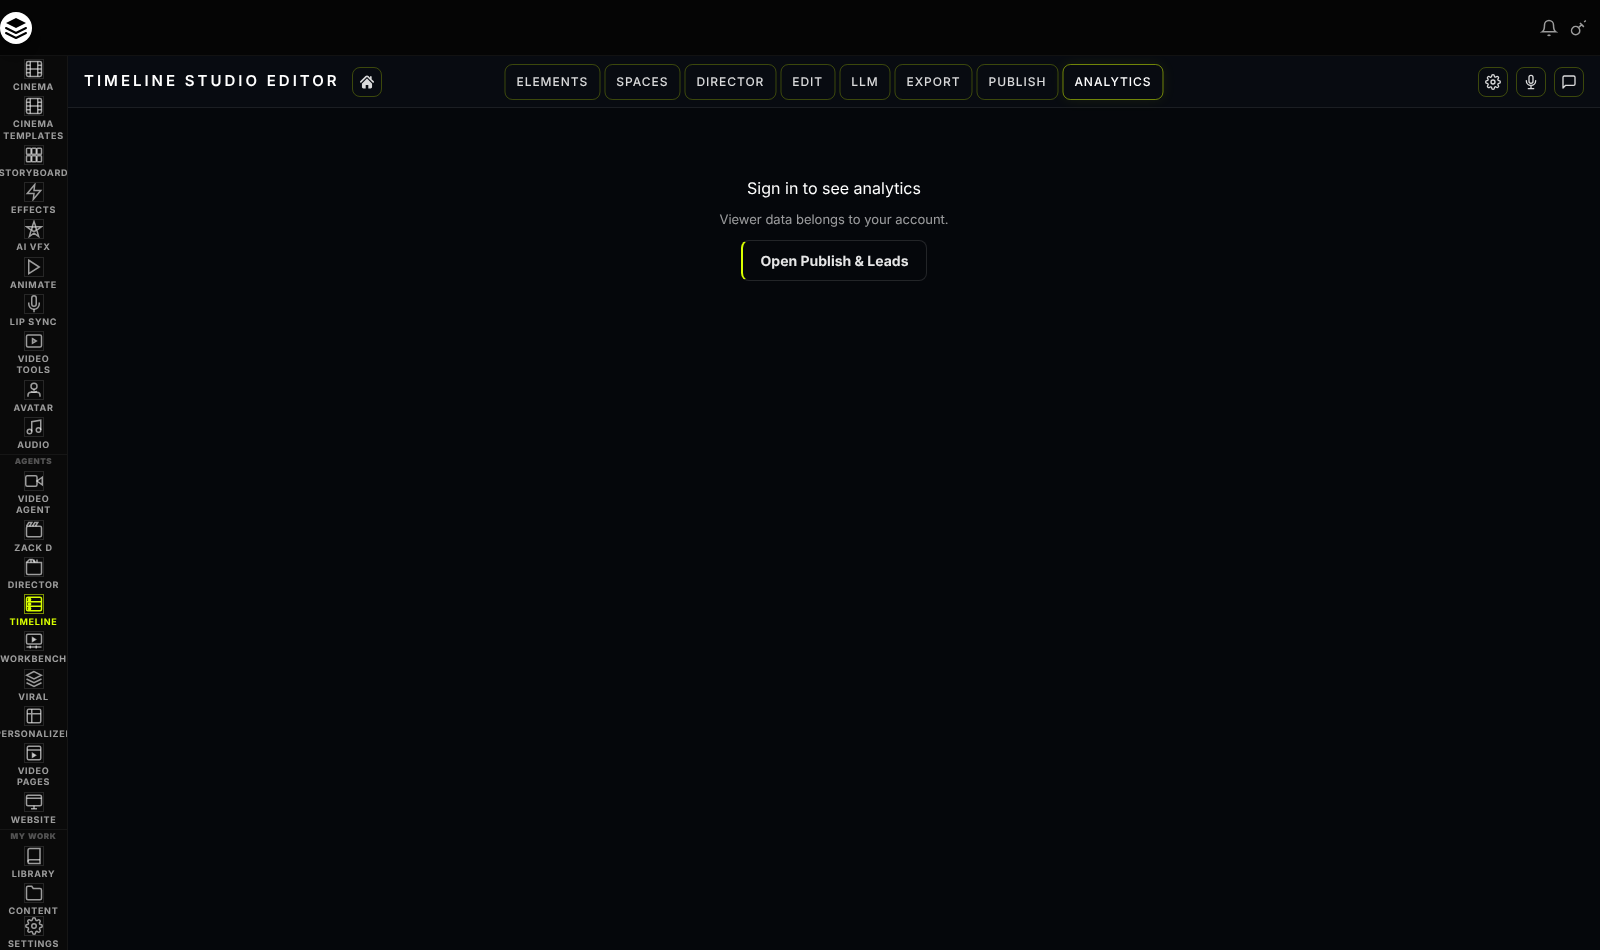 TIMELINE STUDIO EDITOR
ELEMENTS
SPACES
DIRECTOR
EDIT
LLM
EXPORT
PUBLISH
ANALYTICS
CINEMA
CINEMA
TEMPLATES
STORYBOARD
EFFECTS
AI VFX
ANIMATE
LIP SYNC
VIDEO
TOOLS
AVATAR
AUDIO
AGENTS
VIDEO
AGENT
ZACK D
DIRECTOR
TIMELINE
WORKBENCH
VIRAL
PERSONALIZER
VIDEO
PAGES
WEBSITE
MY WORK
LIBRARY
CONTENT
SETTINGS
Sign in to see analytics
Viewer data belongs to your account.
Open Publish & Leads